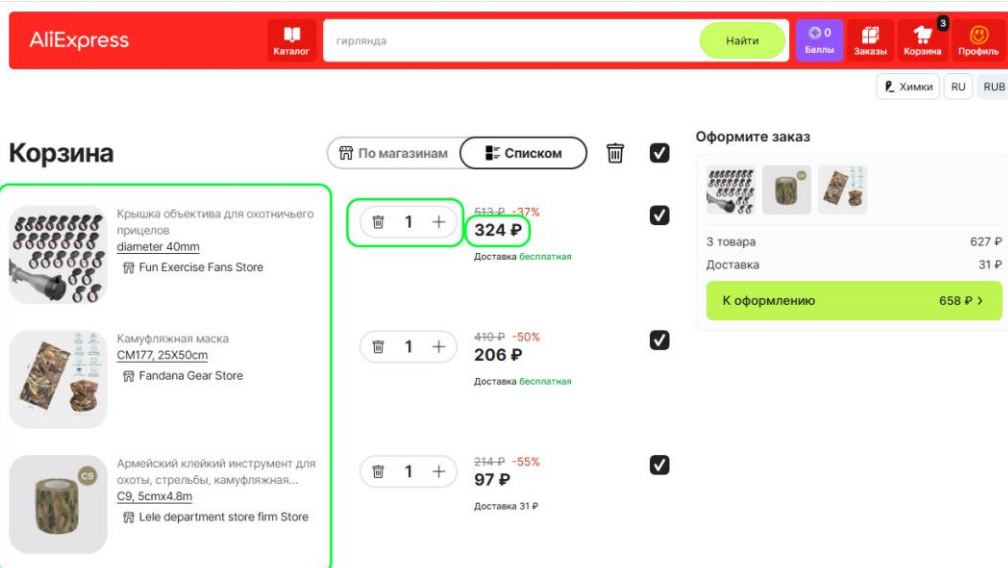 AliExpress
Каталог
гирлянда
Найти
0
Баллы
Заказы
3
Корзина
Профиль
Химки
RU
RUB
Корзина
По магазинам
Списком
Оформите заказ
Крышка объектива для охотничьего
прицелов
diameter 40mm
Fun Exercise Fans Store
1
513 ₽ -37%
324 ₽
Доставка бесплатная
3 товара 627 ₽
Доставка 31 ₽
К оформлению 658 ₽
Камуфляжная маска
CM177, 25X50cm
Fandana Gear Store
1
410 ₽ -50%
206 ₽
Доставка бесплатная
C9
Армейский клейкий инструмент для
охоты, стрельбы, камуфляжная...
C9, 5cmx4.8m
Lele department store firm Store
1
214 ₽ -55%
97 ₽
Доставка 31 ₽